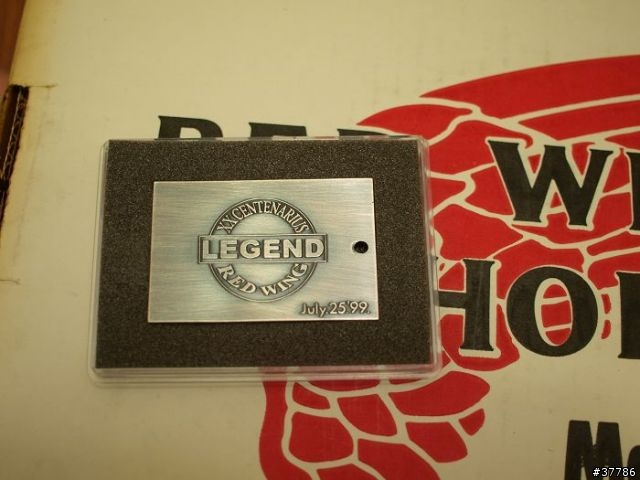 RED WI
XX CENTENARIUS
LEGEND
RED WING
July.25'99.
HO
#37786